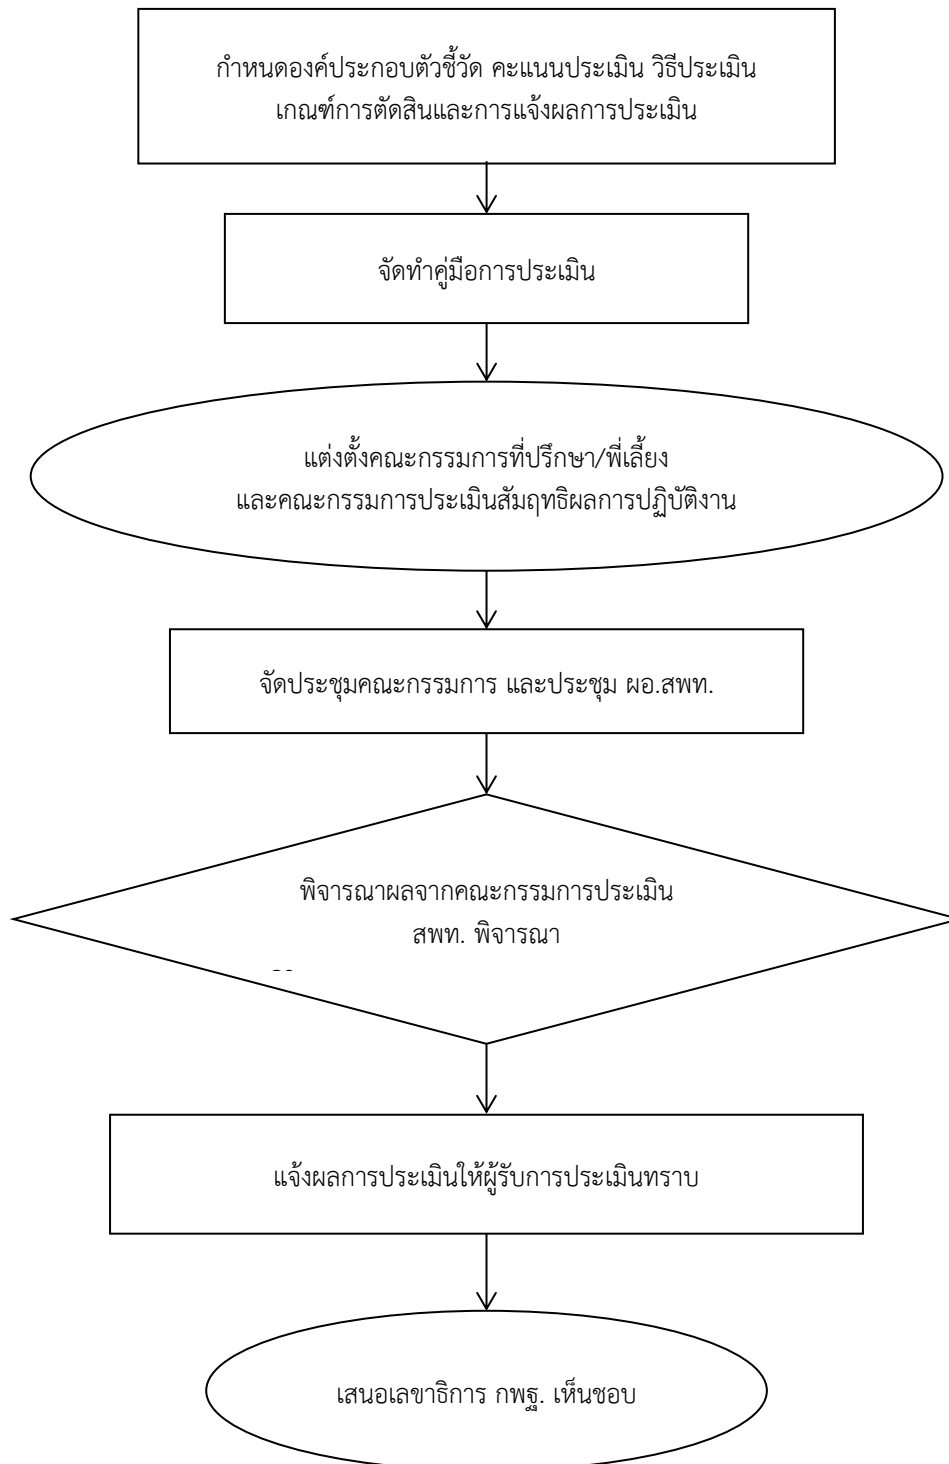 กำหนดองค์ประกอบตัวชี้วัด คะแนนประเมิน วิธีประเมิน
เกณฑ์การตัดสินและการแจ้งผลการประเมิน
จัดทำคู่มือการประเมิน
แต่งตั้งคณะกรรมการที่ปรึกษา/พี่เลี้ยง
และคณะกรรมการประเมินสัมฤทธิผลการปฏิบัติงาน
จัดประชุมคณะกรรมการ และประชุม ผอ.สพท.
พิจารณาผลจากคณะกรรมการประเมิน
สพท. พิจารณา
แจ้งผลการประเมินให้ผู้รับการประเมินทราบ
เสนอเลขาธิการ กพฐ. เห็นชอบ